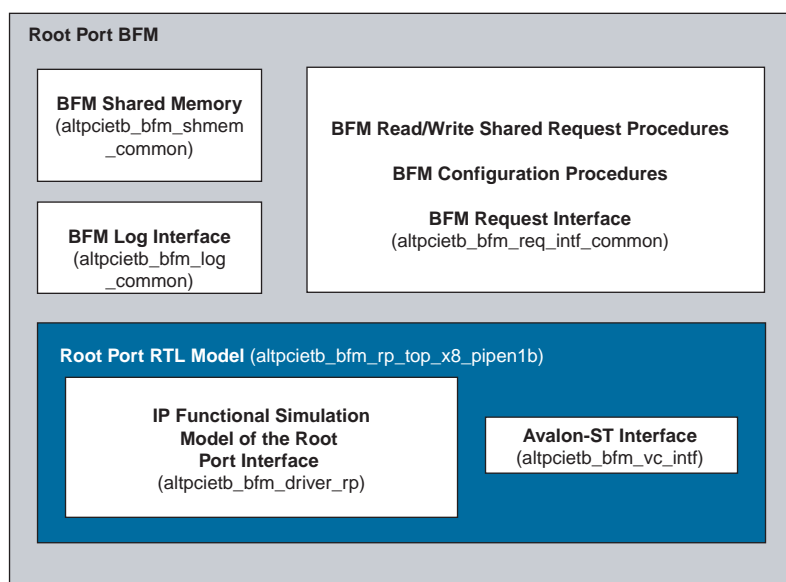 Root Port BFM
BFM Shared Memory
(altpcietb_bfm_shmem
_common)
BFM Log Interface
(altpcietb_bfm_log
_common)
BFM Read/Write Shared Request Procedures
BFM Configuration Procedures
BFM Request Interface
(altpcietb_bfm_req_intf_common)
Root Port RTL Model (altpcietb_bfm_rp_top_x8_pipen1b)
IP Functional Simulation
Model of the Root
Port Interface
(altpcietb_bfm_driver_rp)
Avalon-ST Interface
(altpcietb_bfm_vc_intf)